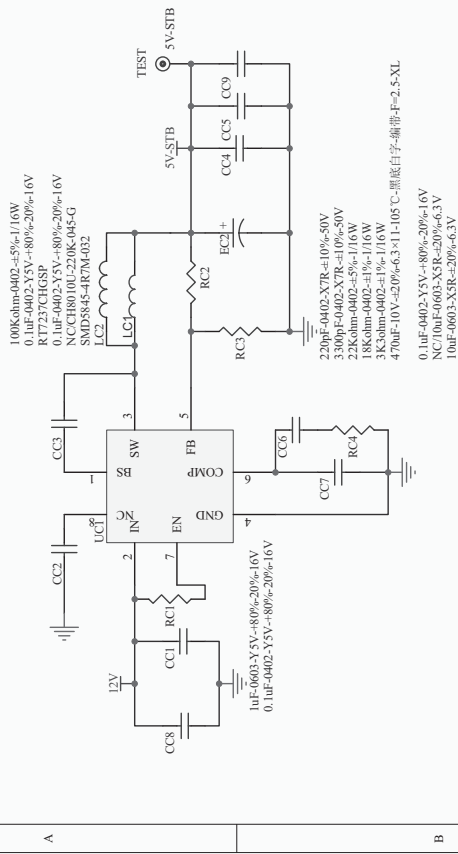 100Kohm-0402-±5%-1/16W
0.1uF-0402-Y5V-+80%-20%-16V
RT7237CHGSP
0.1uF-0402-Y5V-+80%-20%-16V
NC/CH8010U-220K-045-G
SMD5845-4R7M-032
LC2
LC1
TEST
5V-STB
5V-STB
CC3
CC2
UC1
8
NC
1
BS
3
SW
2
IN
7
EN
5
FB
4
GND
6
COMP
12V
RC1
CC1
CC8
RC2
RC3
EC2
+
CC4
CC5
CC9
CC6
CC7
RC4
1uF-0603-Y5V-+80%-20%-16V
0.1uF-0402-Y5V-+80%-20%-16V
220pF-0402-X7R-±10%-50V
3300pF-0402-X7R-±10%-50V
22Kohm-0402-±5%-1/16W
18Kohm-0402-±1%-1/16W
3K3ohm-0402-±1%-1/16W
470uF-10V-±20%-6.3×11-105℃-黑底白字-编带-F=2.5-XL
0.1uF-0402-Y5V-+80%-20%-16V
NC/10uF-0603-X5R-±20%-6.3V
10uF-0603-X5R-±20%-6.3V
A
B